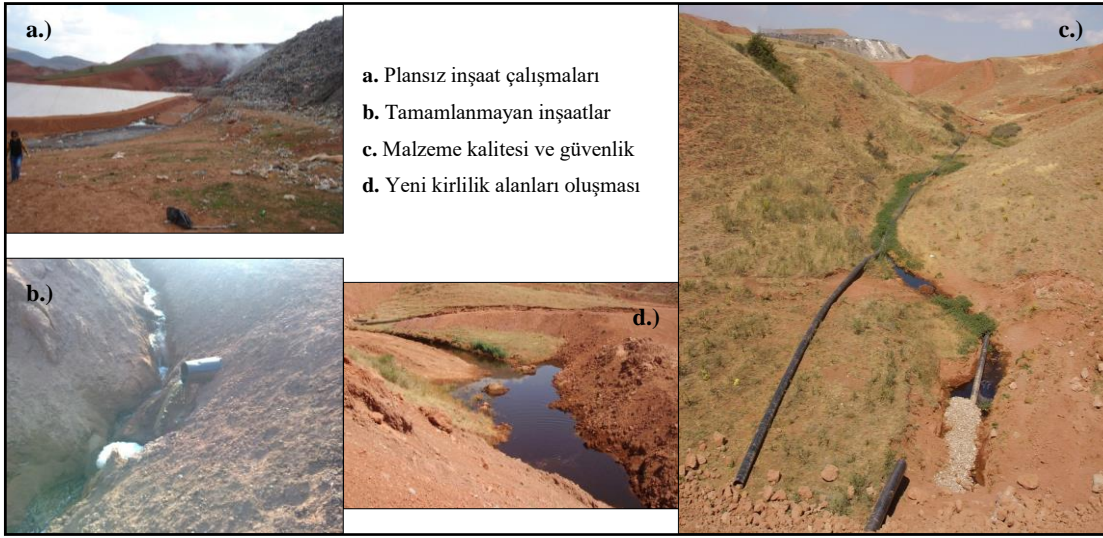 a.)
a. Plansız inşaat çalışmaları
b. Tamamlanmayan inşaatlar
c. Malzeme kalitesi ve güvenlik
d. Yeni kirlilik alanları oluşması
c.)
b.)
d.)